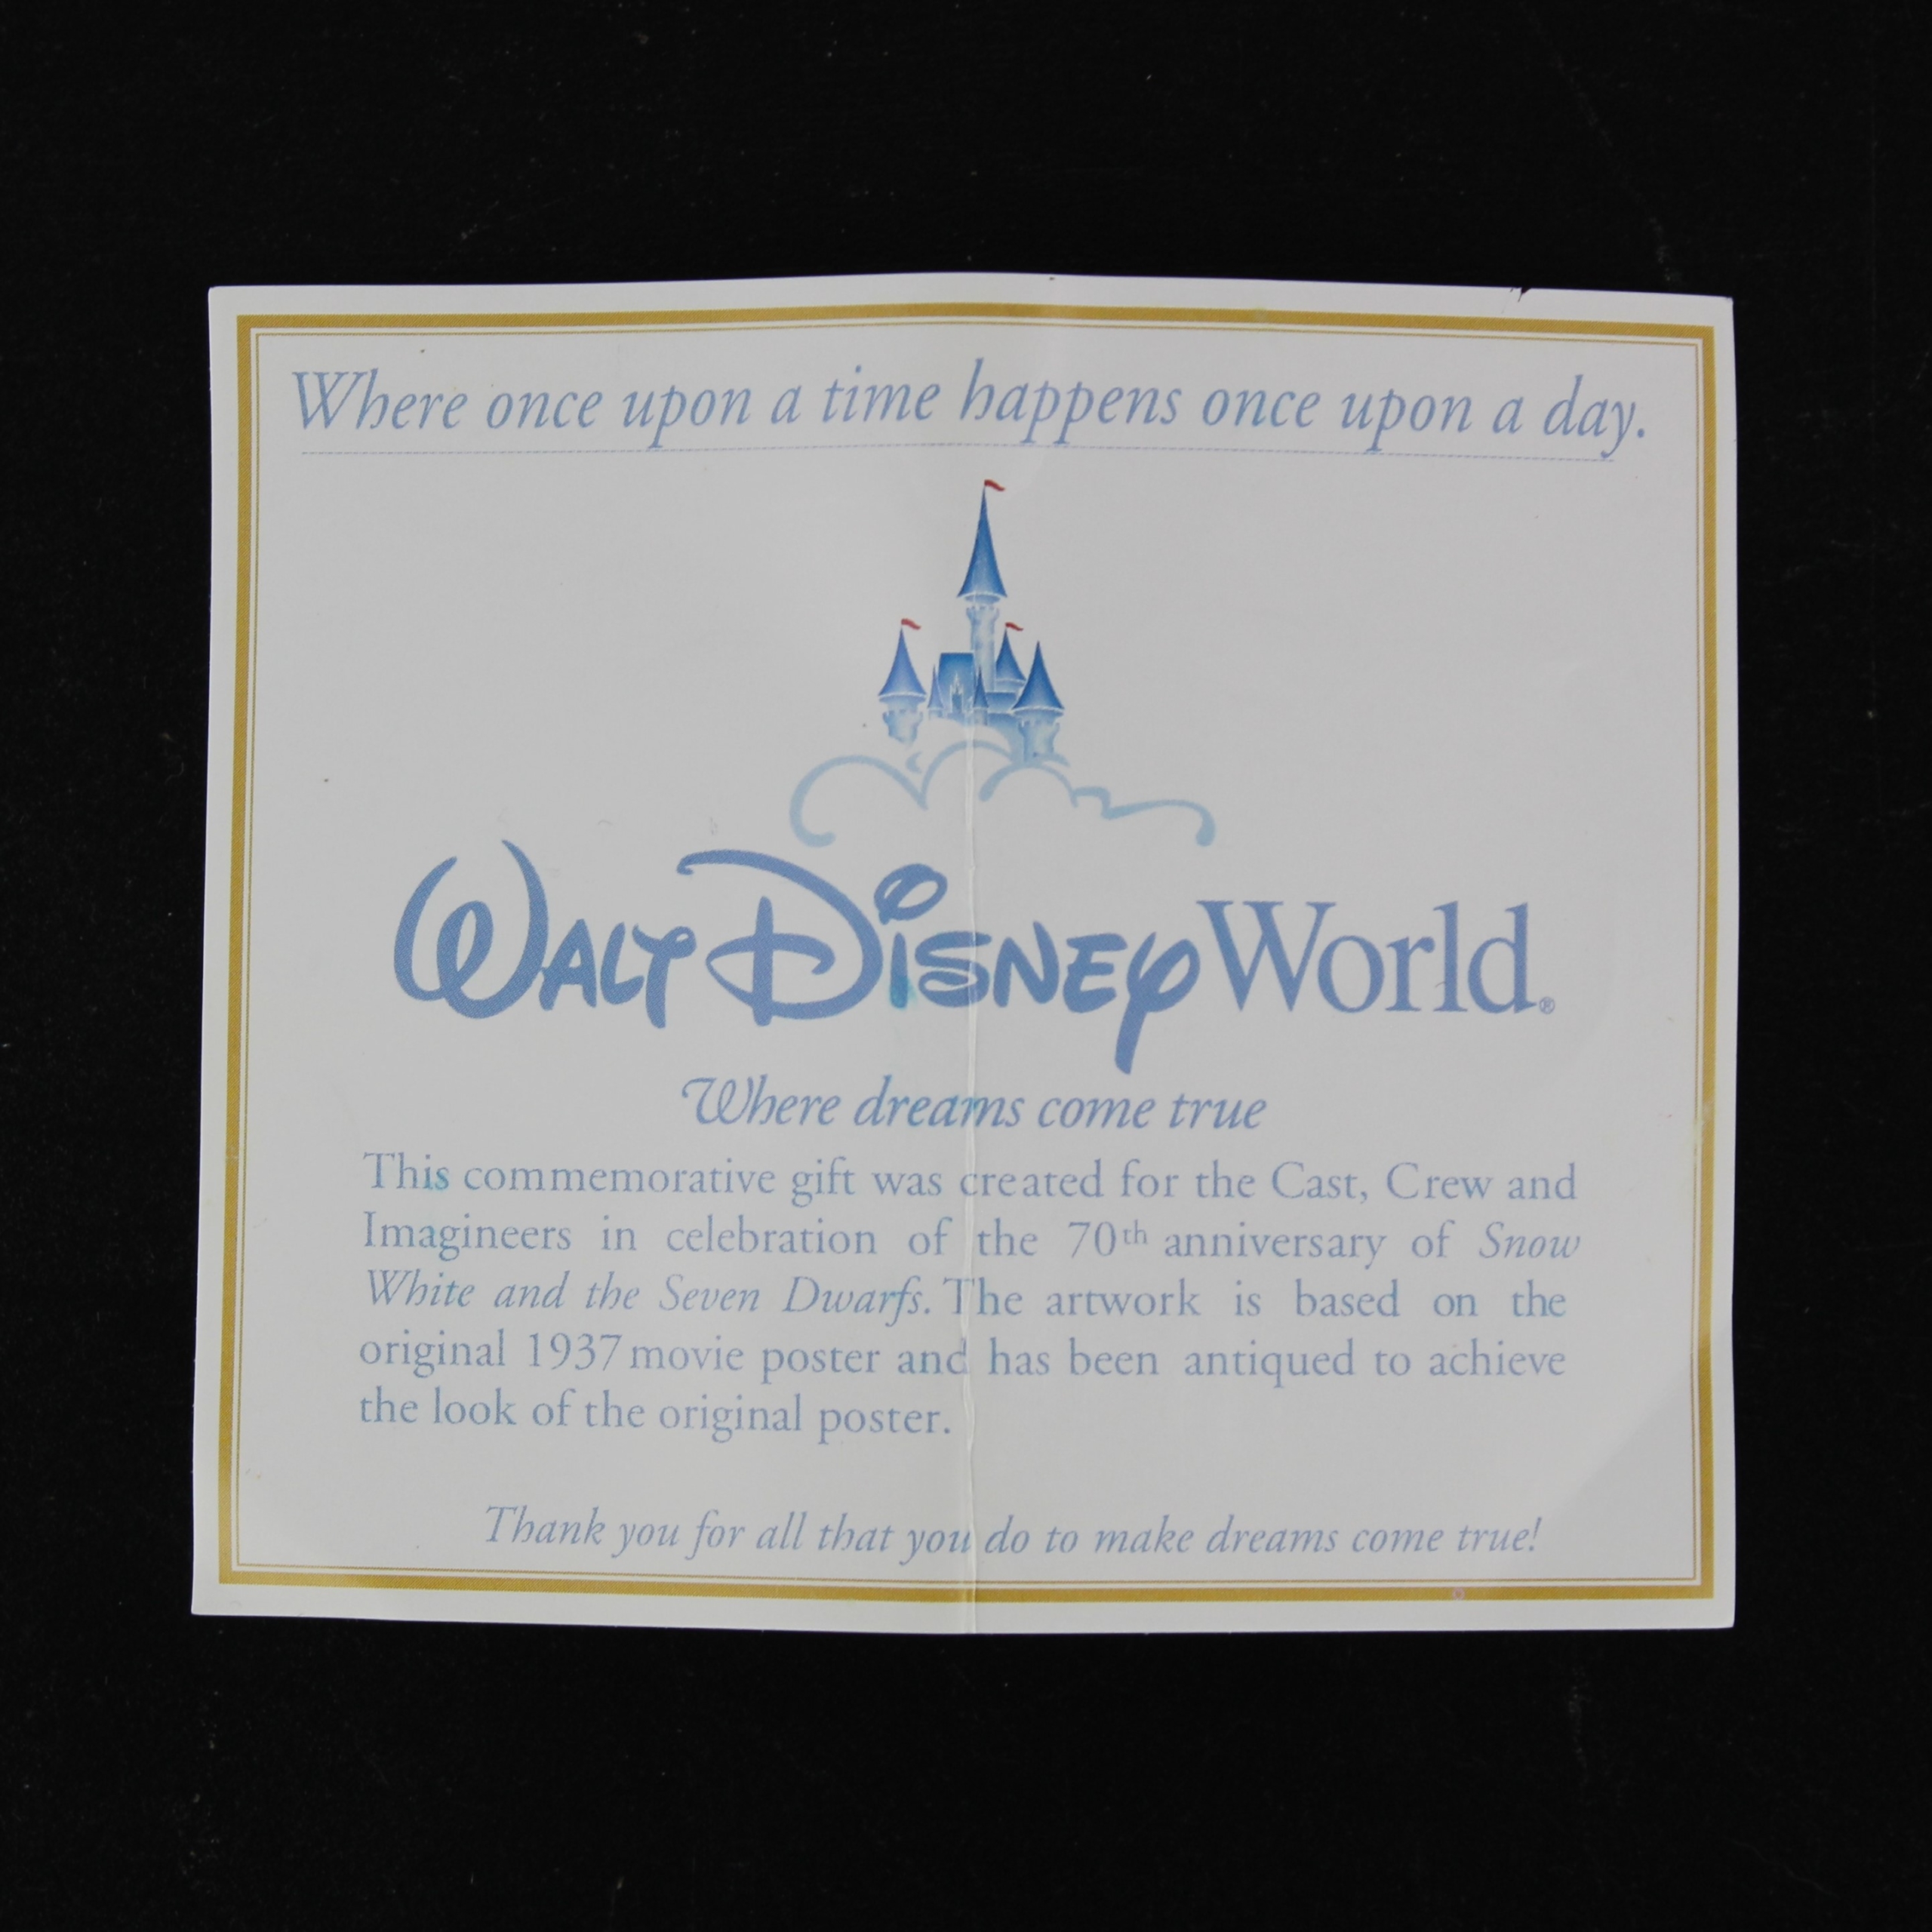 Where once upon a time happens once upon a day.
WALT DISNEY World®
Where dreams come true
This commemorative gift was created for the Cast, Crew and
Imagineers in celebration of the 70th anniversary of Snow
White and the Seven Dwarfs. The artwork is based on the
original 1937 movie poster and has been antiqued to achieve
the look of the original poster.
Thank you for all that you do to make dreams come true!